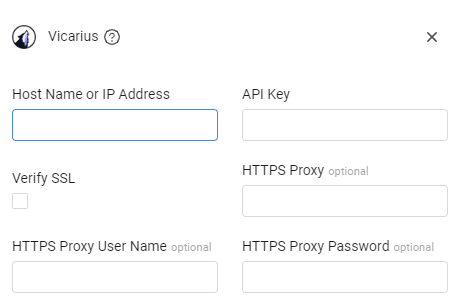 Vicarius ?
Host Name or IP Address
API Key
Verify SSL
HTTPS Proxy optional
HTTPS Proxy User Name optional
HTTPS Proxy Password optional